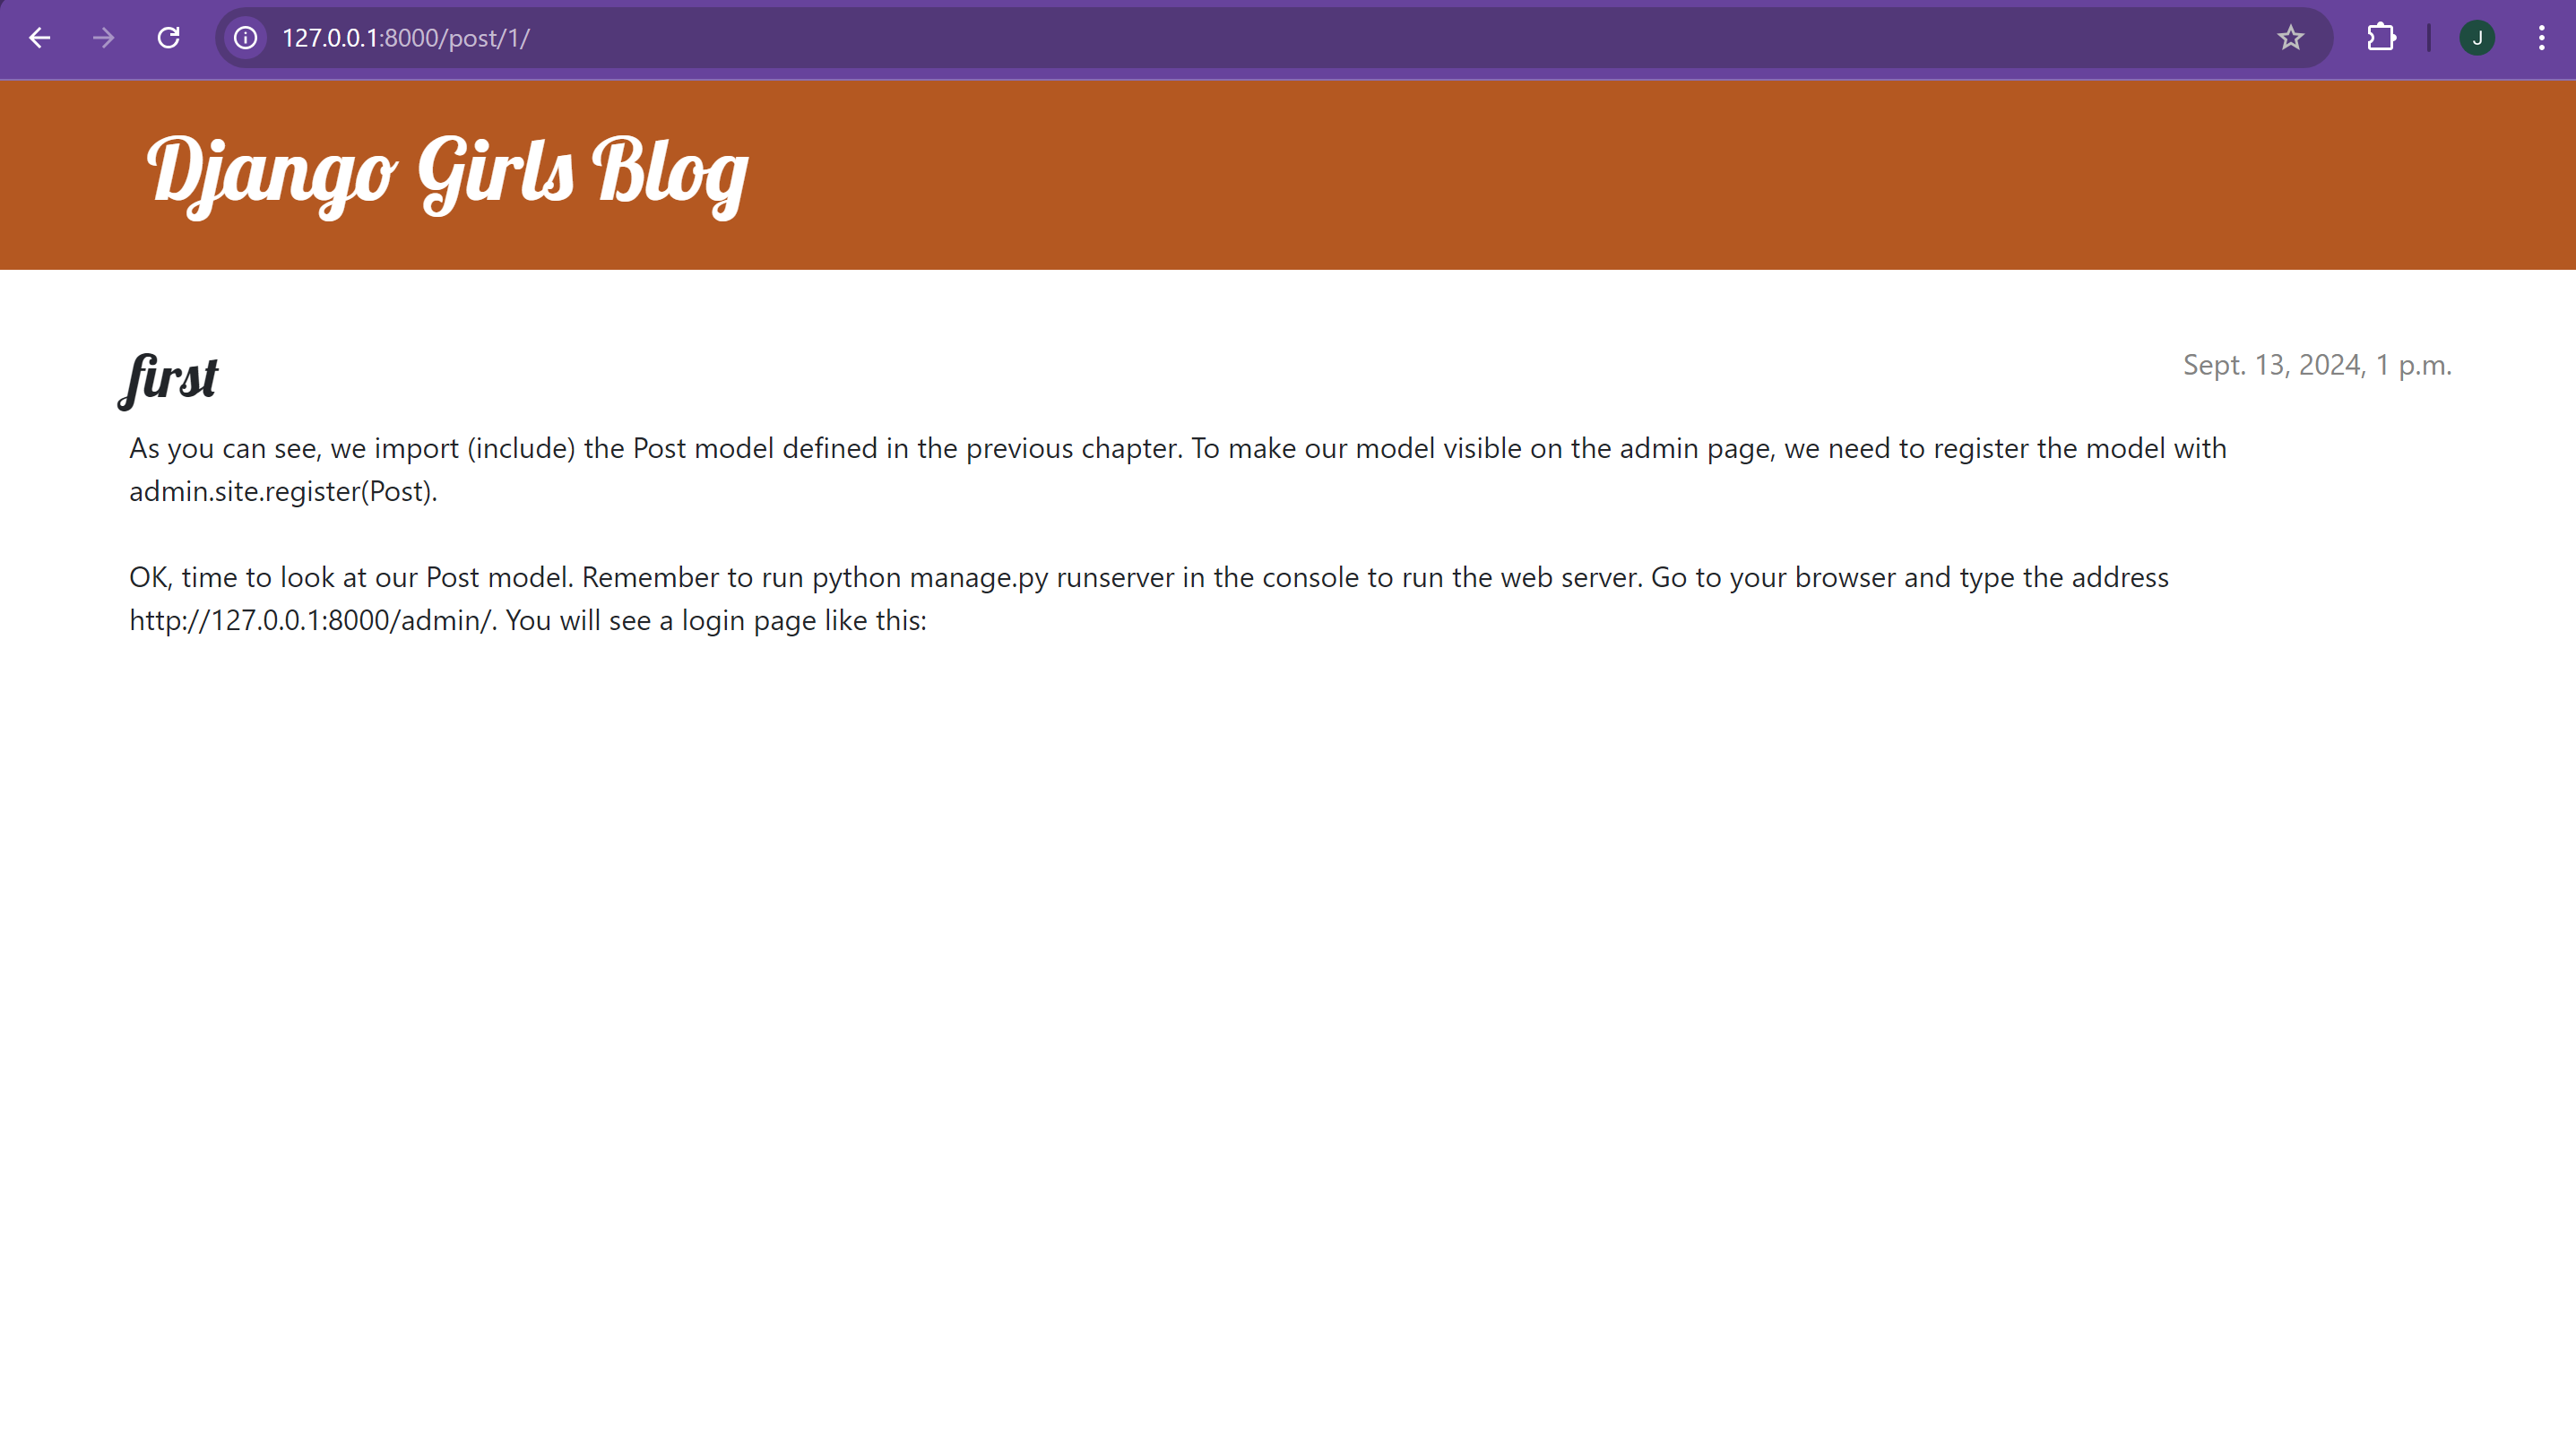 127.0.0.1:8000/post/1/
J
Django Girls Blog
first
Sept. 13, 2024, 1 p.m.
As you can see, we import (include) the Post model defined in the previous chapter. To make our model visible on the admin page, we need to register the model with
admin.site.register(Post).
OK, time to look at our Post model. Remember to run python manage.py runserver in the console to run the web server. Go to your browser and type the address
http://127.0.0.1:8000/admin/. You will see a login page like this: